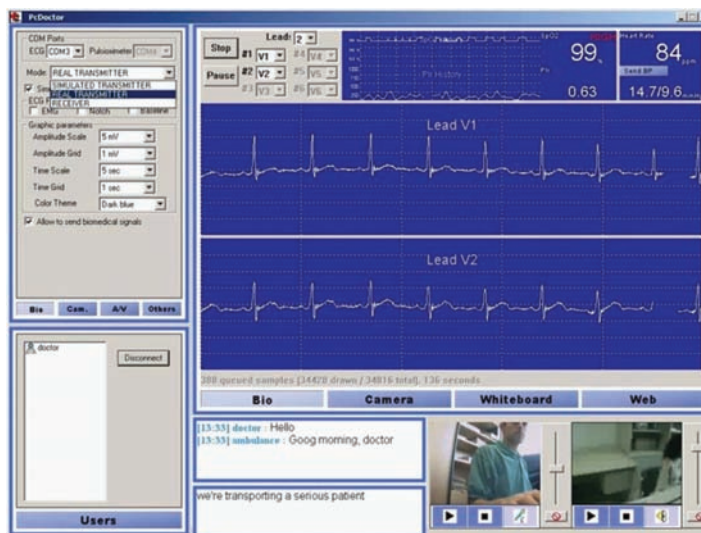 PcDoctor
COM Ports
ECG COM3 Pulsioximeter COM4
Mode: REAL TRANSMITTER
SIMULATED TRANSMITTER
REAL TRANSMITTER
RECEIVER
EMG Notch Baseline
Graphic parameters
Amplitude Scale 5 mV
Amplitude Grid 1 mV
Time Scale 5 sec
Time Grid 1 sec
Color Theme Dark blue
Allow to send biomedical signals
Bio Cam. A/V Others
doctor
Disconnect
Users
Stop
Pause
Leads 2
#1 V1 #4 V4
#2 V2 #5 V5
#3 V3 #6 V6
SpO2
99 %
0.63
Heart Rate
84
Send BP
14.7/9.6
Lead V1
Lead V2
388 queued samples [34428 drawn / 34816 total]. 136 seconds
Bio Camera Whiteboard Web
[13:33] doctor : Hello
[13:33] ambulance : Goog morning, doctor
we're transporting a serious patient